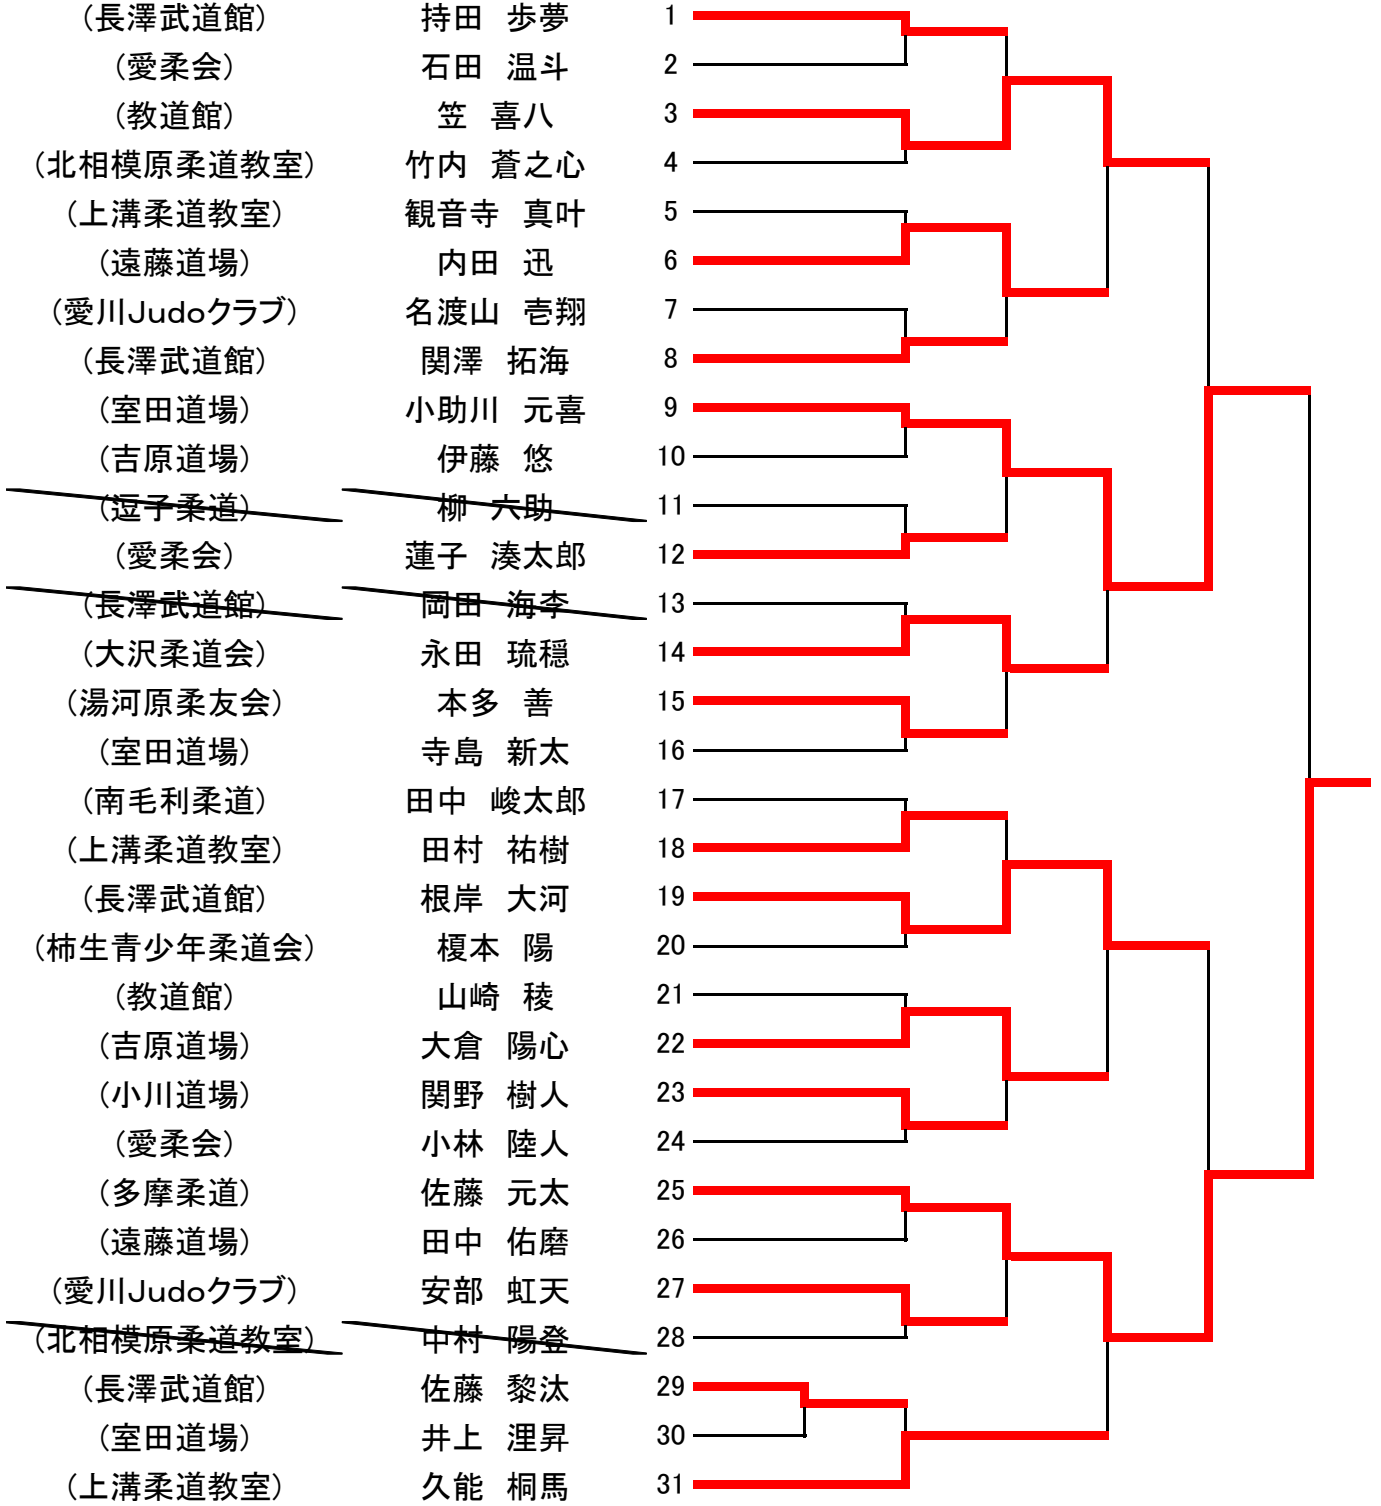 (長澤武道館) 持田 歩夢 1
(愛柔会) 石田 温斗 2
(教道館) 笠 喜八 3
(北相模原柔道教室) 竹内 蒼之心 4
(上溝柔道教室) 観音寺 真叶 5
(遠藤道場) 内田 迅 6
(愛川Judoクラブ) 名渡山 壱翔 7
(長澤武道館) 関澤 拓海 8
(室田道場) 小助川 元喜 9
(吉原道場) 伊藤 悠 10
(逗子柔道) 柳 六助 11
(愛柔会) 蓮子 湊太郎 12
(長澤武道館) 岡田 海李 13
(大沢柔道会) 永田 琉穏 14
(湯河原柔友会) 本多 善 15
(室田道場) 寺島 新太 16
(南毛利柔道) 田中 峻太郎 17
(上溝柔道教室) 田村 祐樹 18
(長澤武道館) 根岸 大河 19
(柿生青少年柔道会) 榎本 陽 20
(教道館) 山崎 稜 21
(吉原道場) 大倉 陽心 22
(小川道場) 関野 樹人 23
(愛柔会) 小林 陸人 24
(多摩柔道) 佐藤 元太 25
(遠藤道場) 田中 佑磨 26
(愛川Judoクラブ) 安部 虹天 27
(北相模原柔道教室) 中村 陽登 28
(長澤武道館) 佐藤 黎汰 29
(室田道場) 井上 浬昇 30
(上溝柔道教室) 久能 桐馬 31